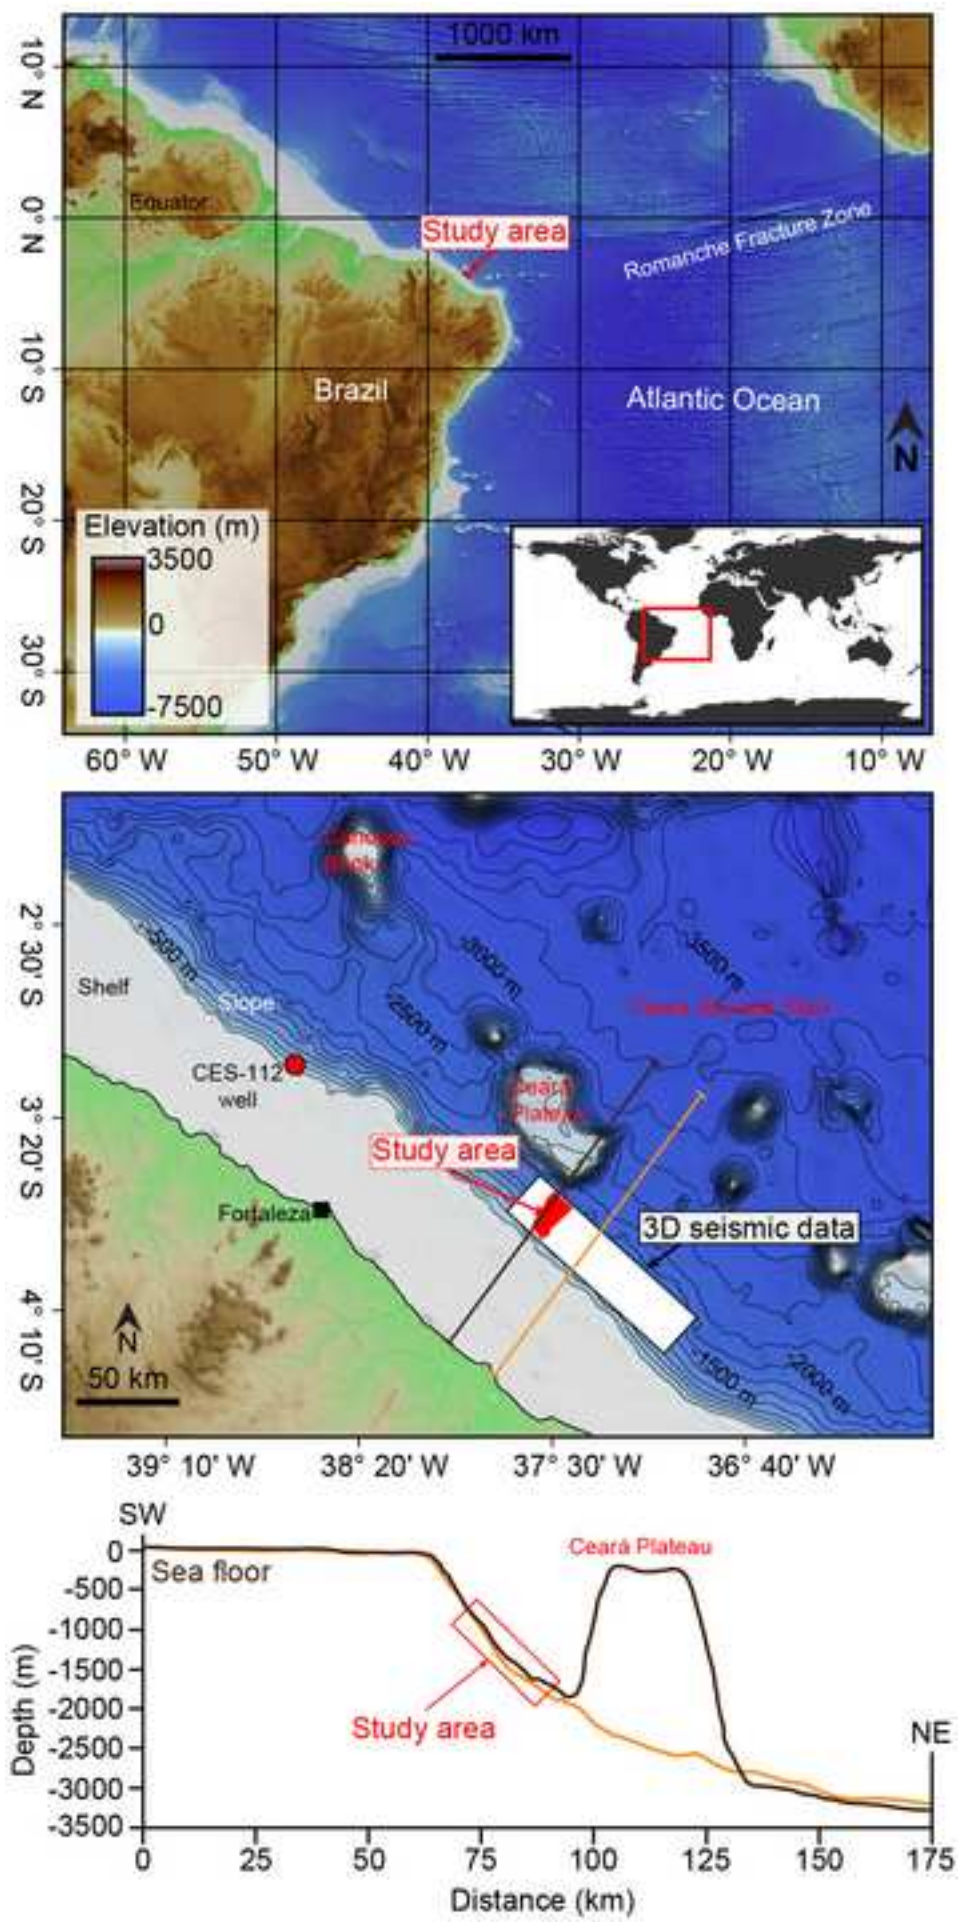 1000 km
10° N
Equator
0° N
Study area
Romanche Fracture Zone
10° S
Brazil
Atlantic Ocean
N
20° S
Elevation (m)
3500
0
-7500
30° S
60° W
40° W
30° W
20° W
10° W
2° 30' S
-500 m
-3000 m
-3500 m
Shelf
Slope
-2500 m
CES-112
well
Ceará
Plateau
3° 20' S
Study area
Fortaleza
3D seismic data
4° 10' S
N
50 km
-1500 m
-2000 m
39° 10' W
38° 20' W
37° 30' W
36° 40' W
SW
Ceará Plateau
0
Sea floor
-500
-1000
-1500
-2000
Study area
NE
-2500
-3000
-3500
Depth (m)
0
25
50
75
100
125
150
175
Distance (km)